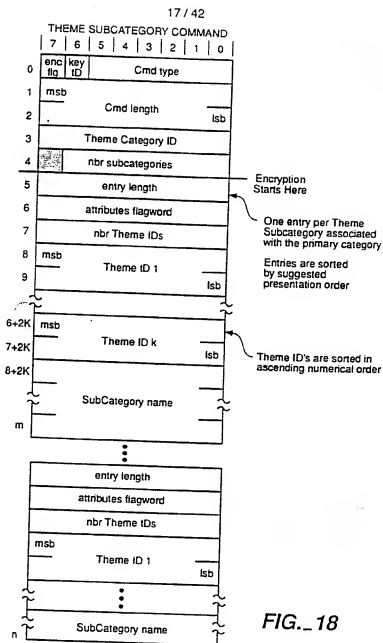 17 / 42
THEME SUBCATEGORY COMMAND
7 6 5 4 3 2 1 0
0 enc flg key tD Cmd type
1 msb
Cmd length
2 lsb
3 Theme Category ID
4 nbr subcategories
Encryption
Starts Here
5 entry length
6 attributes flagword
One entry per Theme
Subcategory associated
with the primary category
7 nbr Theme IDs
Entries are sorted
by suggested
presentation order
8 msb
Theme tD 1
9 lsb
6+2K msb
Theme ID k
7+2K lsb
Theme ID's are sorted in
ascending numerical order
8+2K
SubCategory name
m
entry length
attributes flagword
nbr Theme tDs
msb
Theme ID 1
lsb
SubCategory name
n
FIG._18